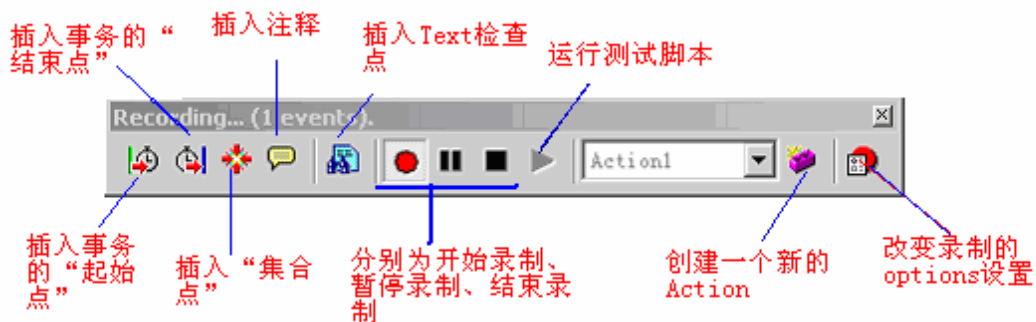 插入事务的“
结束点”
插入注释
插入Text检查
点
运行测试脚本
Recording... (1 events).
Action1
插入事务
的“起始
点”
插入“集合
点”
分别为开始录制、
暂停录制、结束录
制
创建一个新的
Action
改变录制的
options设置